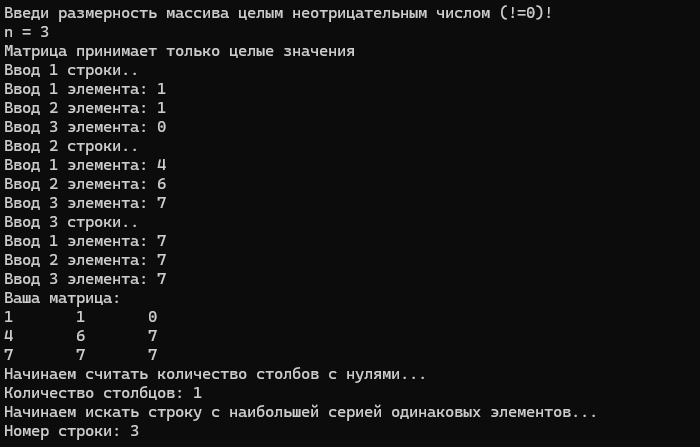 Введи размерность массива целым неотрицательным числом (!=0)!
n = 3
Матрица принимает только целые значения
Ввод 1 строки..
Ввод 1 элемента: 1
Ввод 2 элемента: 1
Ввод 3 элемента: 0
Ввод 2 строки..
Ввод 1 элемента: 4
Ввод 2 элемента: 6
Ввод 3 элемента: 7
Ввод 3 строки..
Ввод 1 элемента: 7
Ввод 2 элемента: 7
Ввод 3 элемента: 7
Ваша матрица:
1       1       0
4       6       7
7       7       7
Начинаем считать количество столбов с нулями...
Количество столбцов: 1
Начинаем искать строку с наибольшей серией одинаковых элементов...
Номер строки: 3